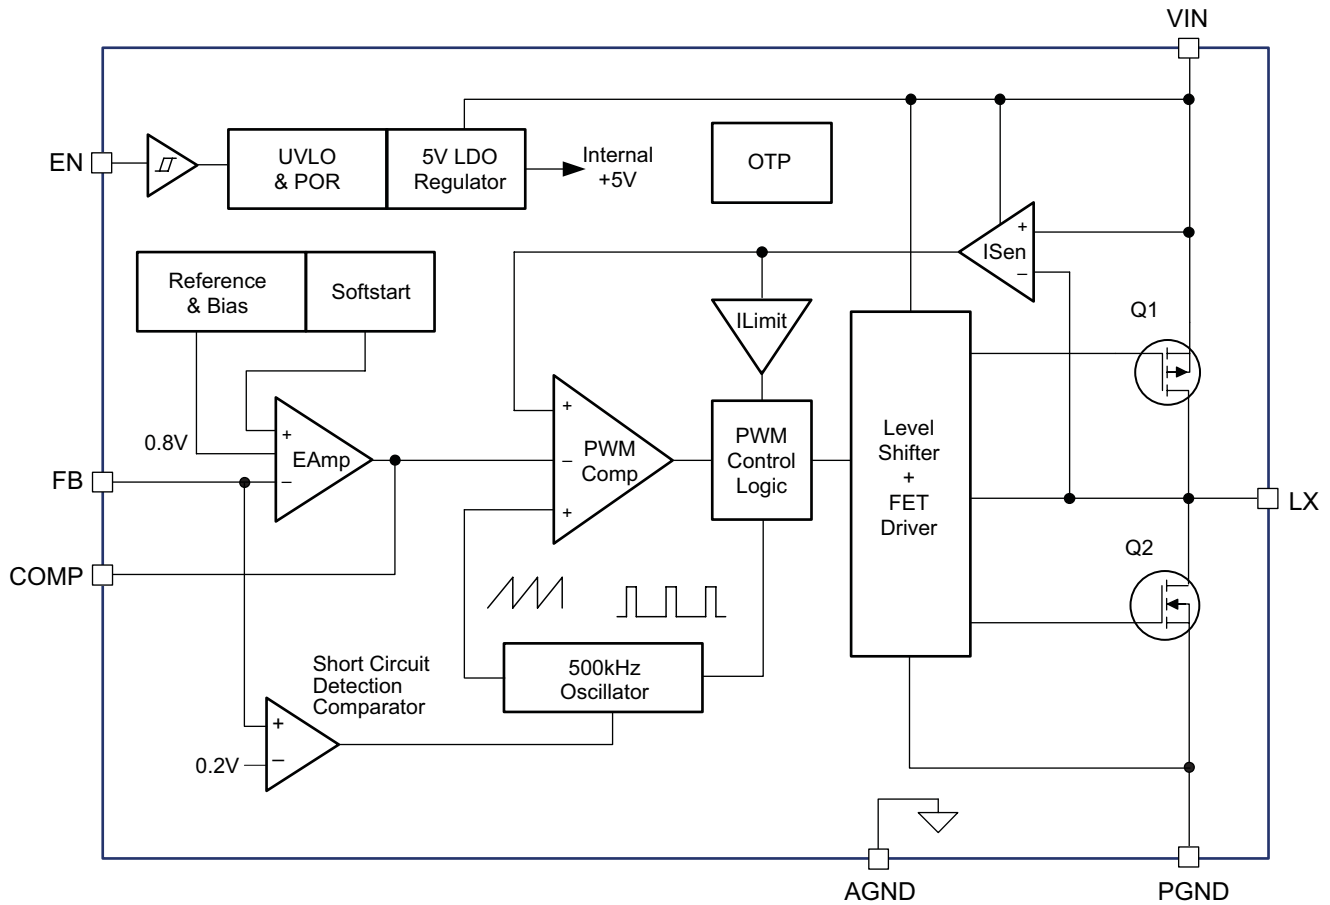 VIN
EN
UVLO
& POR
5V LDO
Regulator
Internal
+5V
OTP
+
ISen
–
Reference
& Bias
Softstart
ILimit
Q1
0.8V
+
EAmp
–
+
–
PWM
Comp
+
PWM
Control
Logic
Level
Shifter
+
FET
Driver
FB
LX
COMP
Q2
Short Circuit
Detection
Comparator
500kHz
Oscillator
+
–
0.2V
AGND
PGND